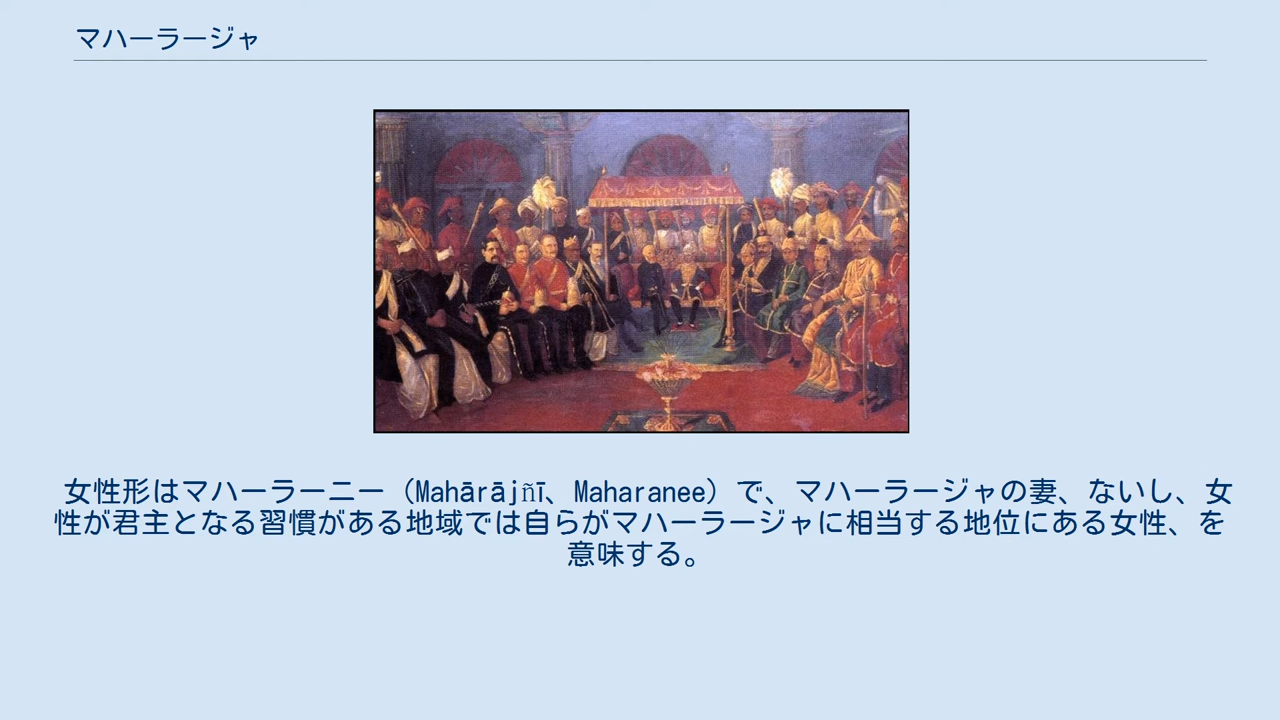 マハーラージャ
女性形はマハーラーニー（Mahārājñī、Maharanee）で、マハーラージャの妻、ないし、女
性が君主となる習慣がある地域では自らがマハーラージャに相当する地位にある女性、を
意味する。